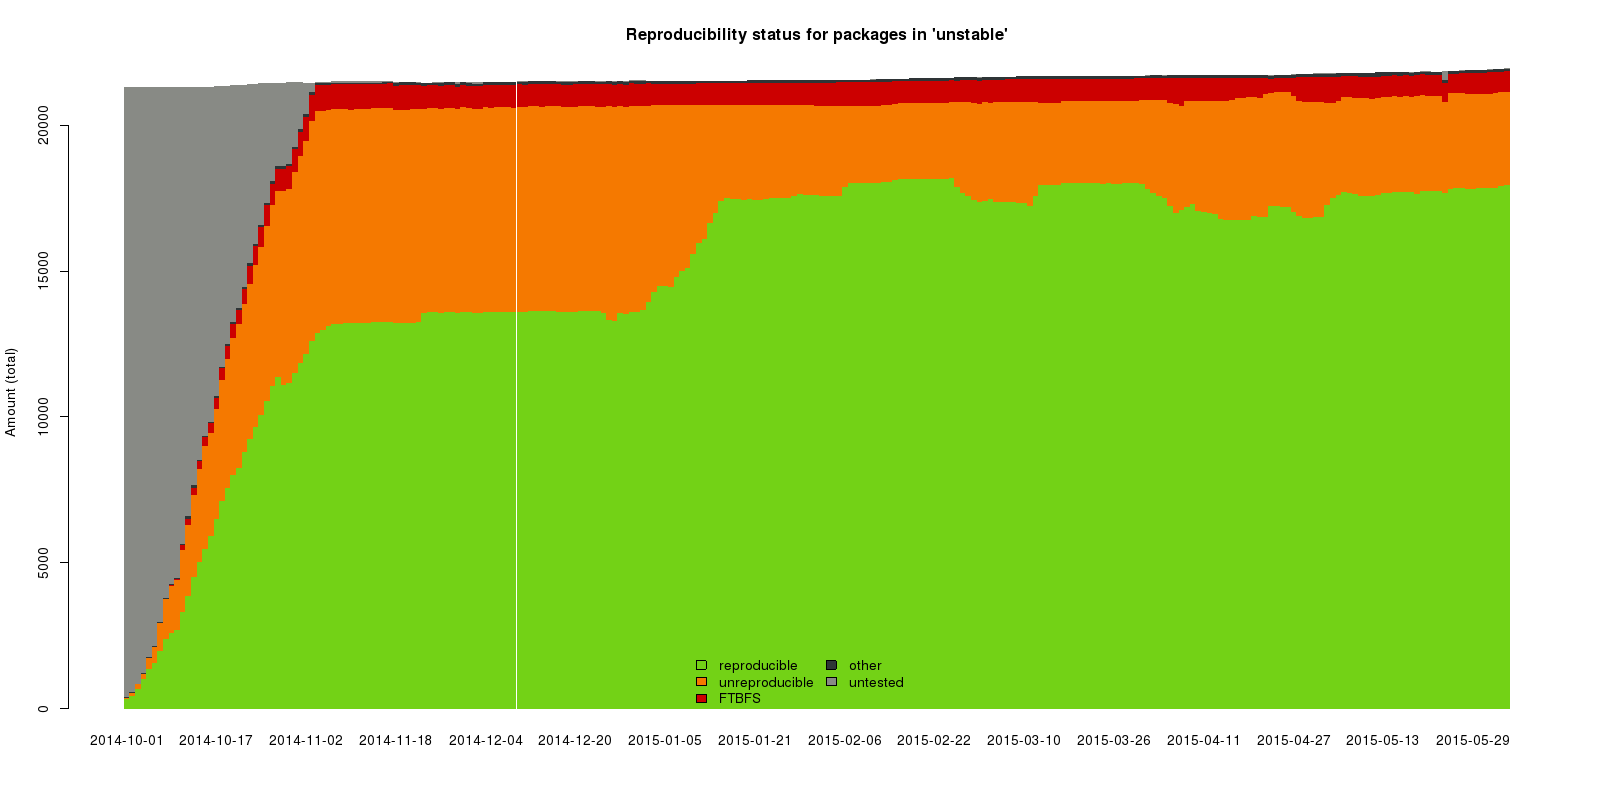 Reproducibility status for packages in 'unstable'
Amount (total)
20000
15000
10000
5000
0
reproducible
unreproducible
FTBFS
other
untested
2014-10-01 2014-10-17 2014-11-02 2014-11-18 2014-12-04 2014-12-20 2015-01-05 2015-01-21 2015-02-06 2015-02-22 2015-03-10 2015-03-26 2015-04-11 2015-04-27 2015-05-13 2015-05-29